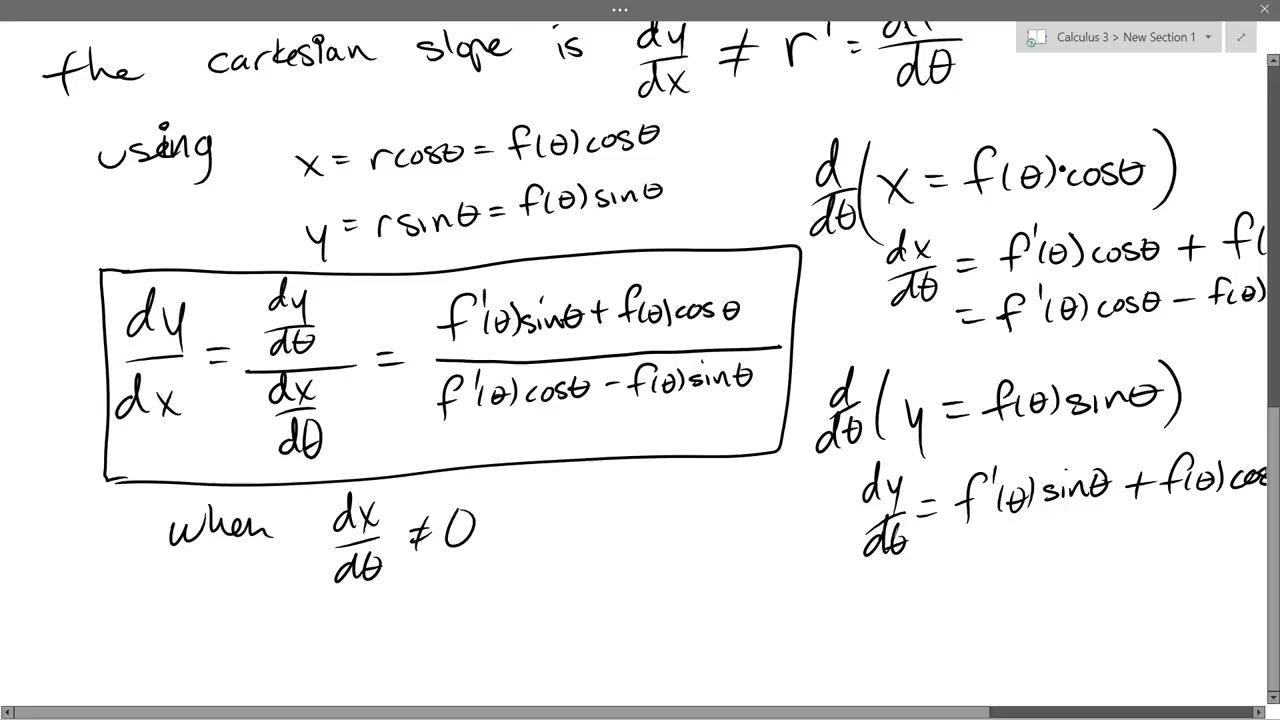 Calculus 3 > New Section 1
the cartesian slope is dy/dx ≠ r' = dr/dθ
using x = r cosθ = f(θ) cosθ
y = r sinθ = f(θ) sinθ
dy/dx = (dy/dθ)/(dx/dθ) = (f'(θ) sinθ + f(θ) cosθ)/(f'(θ) cosθ − f(θ) sinθ)
when dx/dθ ≠ 0
d/dθ (x = f(θ)·cosθ)
dx/dθ = f'(θ) cosθ + f(
= f'(θ) cosθ − f(θ)
d/dθ (y = f(θ) sinθ)
dy/dθ = f'(θ) sinθ + f(θ) cos